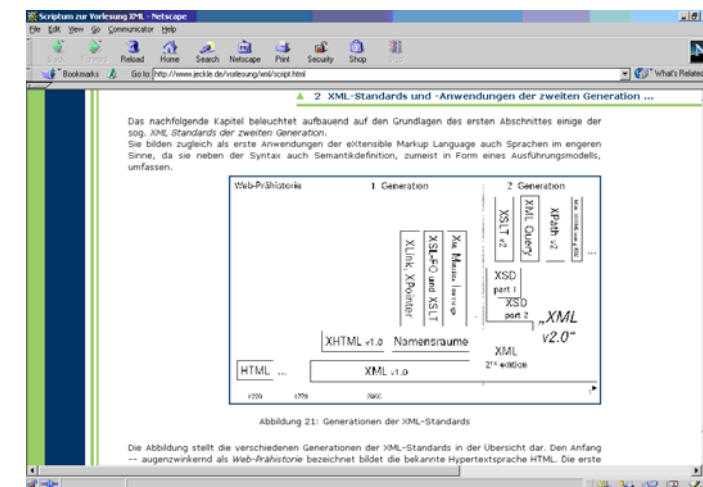 Scriptum zur Vorlesung XML - Netscape
File Edit View Go Communicator Help
Back Forward Reload Home Search Netscape Print Security Shop Stop
Bookmarks Go to: http://www.jeckle.de/vorlesung/xml/script.html What's Related
2 XML-Standards und -Anwendungen der zweiten Generation ...
Das nachfolgende Kapitel beleuchtet aufbauend auf den Grundlagen des ersten Abschnittes einige der
sog. XML Standards der zweiten Generation.
Sie bilden zugleich als erste Anwendungen der eXtensible Markup Language auch Sprachen im engeren
Sinne, da sie neben der Syntax auch Semantikdefinition, zumeist in Form eines Ausführungsmodells,
umfassen.
Web-Prähistorie 1 Generation 2 Generation
XLink, XPointer
XSL-FO und XSLT
XSLT v2
XML Query
XPath v2
...
XSD
part 1
XSD
part 2
„XML
v2.0“
XHTML v1.0 Namensräume
XML
2nd edition
HTML ... XML v1.0
Abbildung 21: Generationen der XML-Standards
Die Abbildung stellt die verschiedenen Generationen der XML-Standards in der Übersicht dar. Den Anfang
-- augenzwinkernd als Web-Prähistorie bezeichnet bildet die bekannte Hypertextsprache HTML. Die erste